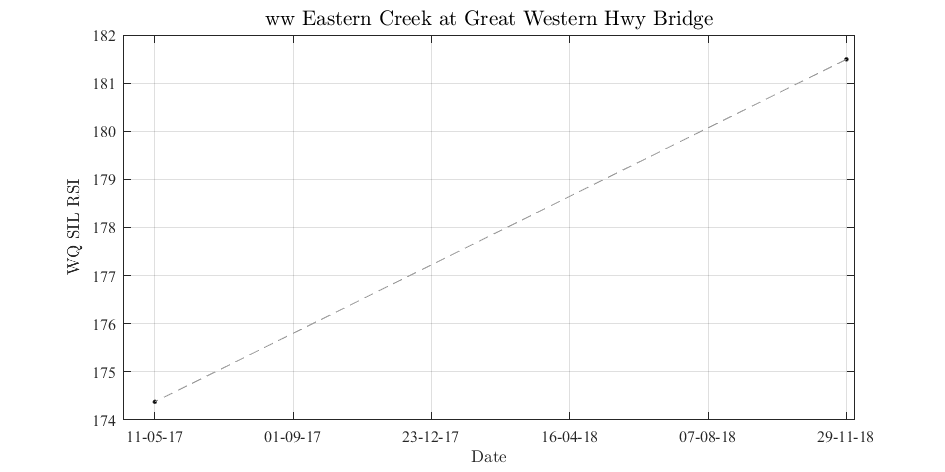 ww Eastern Creek at Great Western Hwy Bridge
182
181
180
179
178
177
176
175
174
WQ SIL RSI
11-05-17 01-09-17 23-12-17 16-04-18 07-08-18 29-11-18
Date